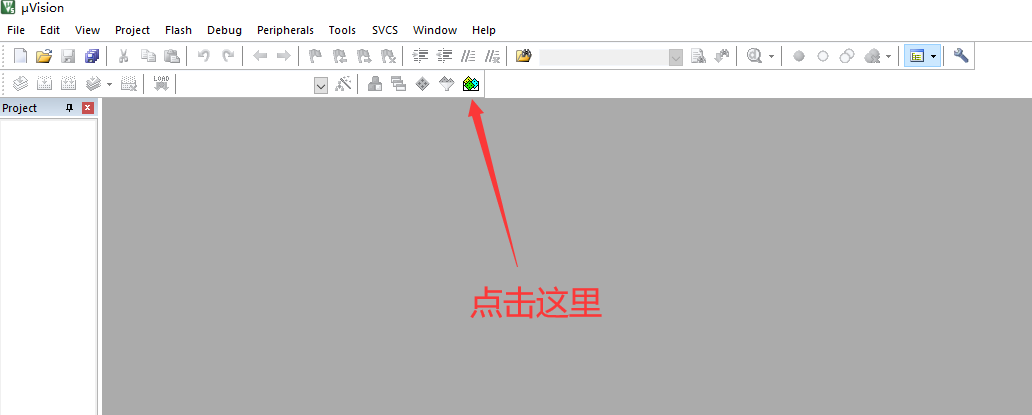 µVision
File Edit View Project Flash Debug Peripherals Tools SVCS Window Help
LOAD
Project
点击这里